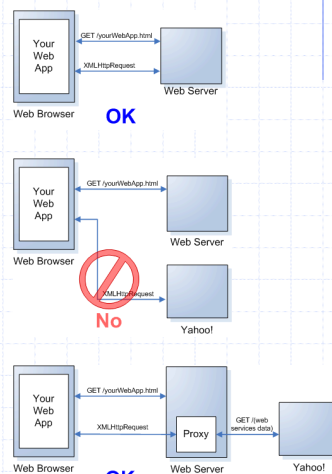 Your
Web
App
GET /yourWebApp.html
XMLHttpRequest
Web Browser
Web Server
OK
Your
Web
App
GET /yourWebApp.html
Web Browser
Web Server
XMLHttpRequest
No
Yahoo!
Your
Web
App
GET /yourWebApp.html
XMLHttpRequest
Proxy
GET /(web
services data)
Web Browser
OK
Web Server
Yahoo!